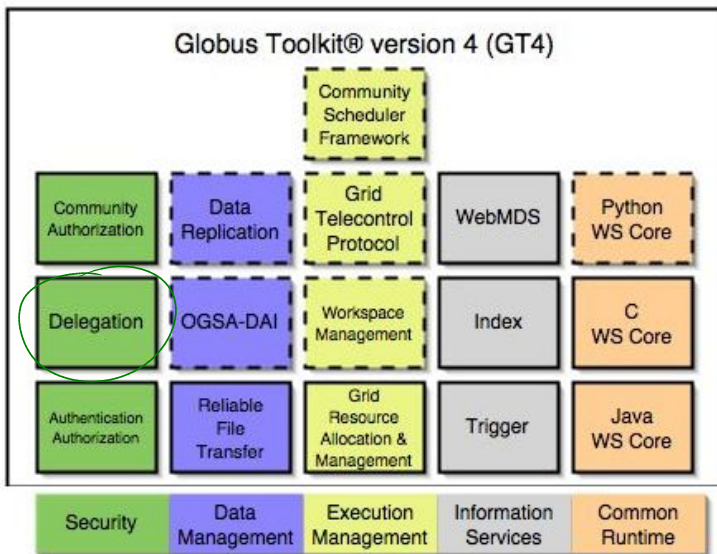 Globus Toolkit® version 4 (GT4)
Community
Scheduler
Framework
Community
Authorization
Data
Replication
Grid
Telecontrol
Protocol
WebMDS
Python
WS Core
Delegation
OGSA-DAI
Workspace
Management
Index
C
WS Core
Authentication
Authorization
Reliable
File
Transfer
Grid
Resource
Allocation &
Management
Trigger
Java
WS Core
Security
Data
Management
Execution
Management
Information
Services
Common
Runtime